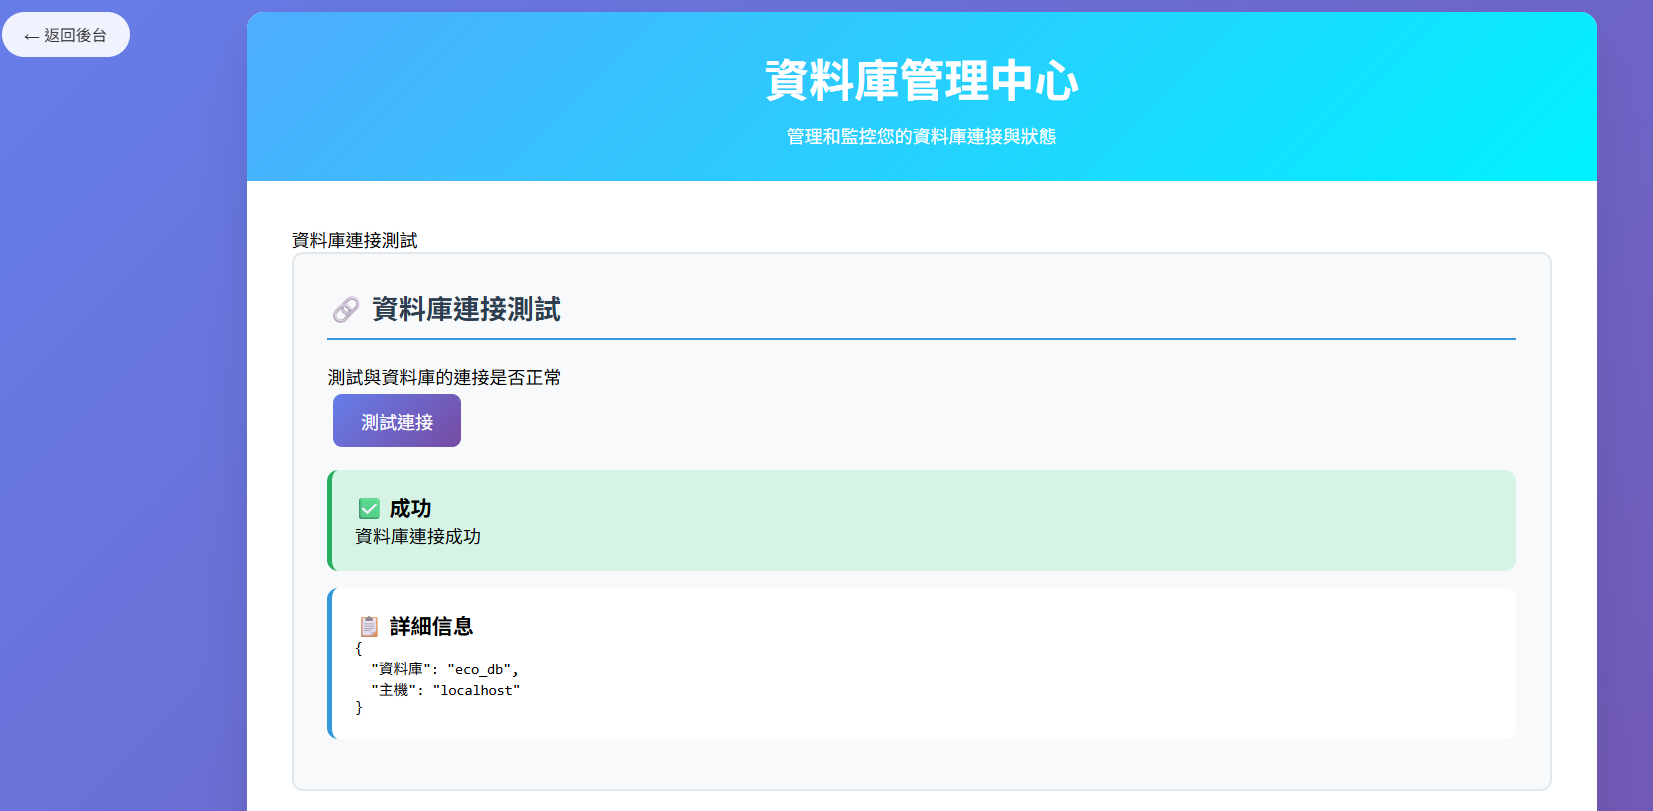 ← 返回後台
資料庫管理中心
管理和監控您的資料庫連接與狀態
資料庫連接測試
🔗 資料庫連接測試
測試與資料庫的連接是否正常
測試連接
✅ 成功
資料庫連接成功
📋 詳細信息
{
  "資料庫": "eco_db",
  "主機": "localhost"
}